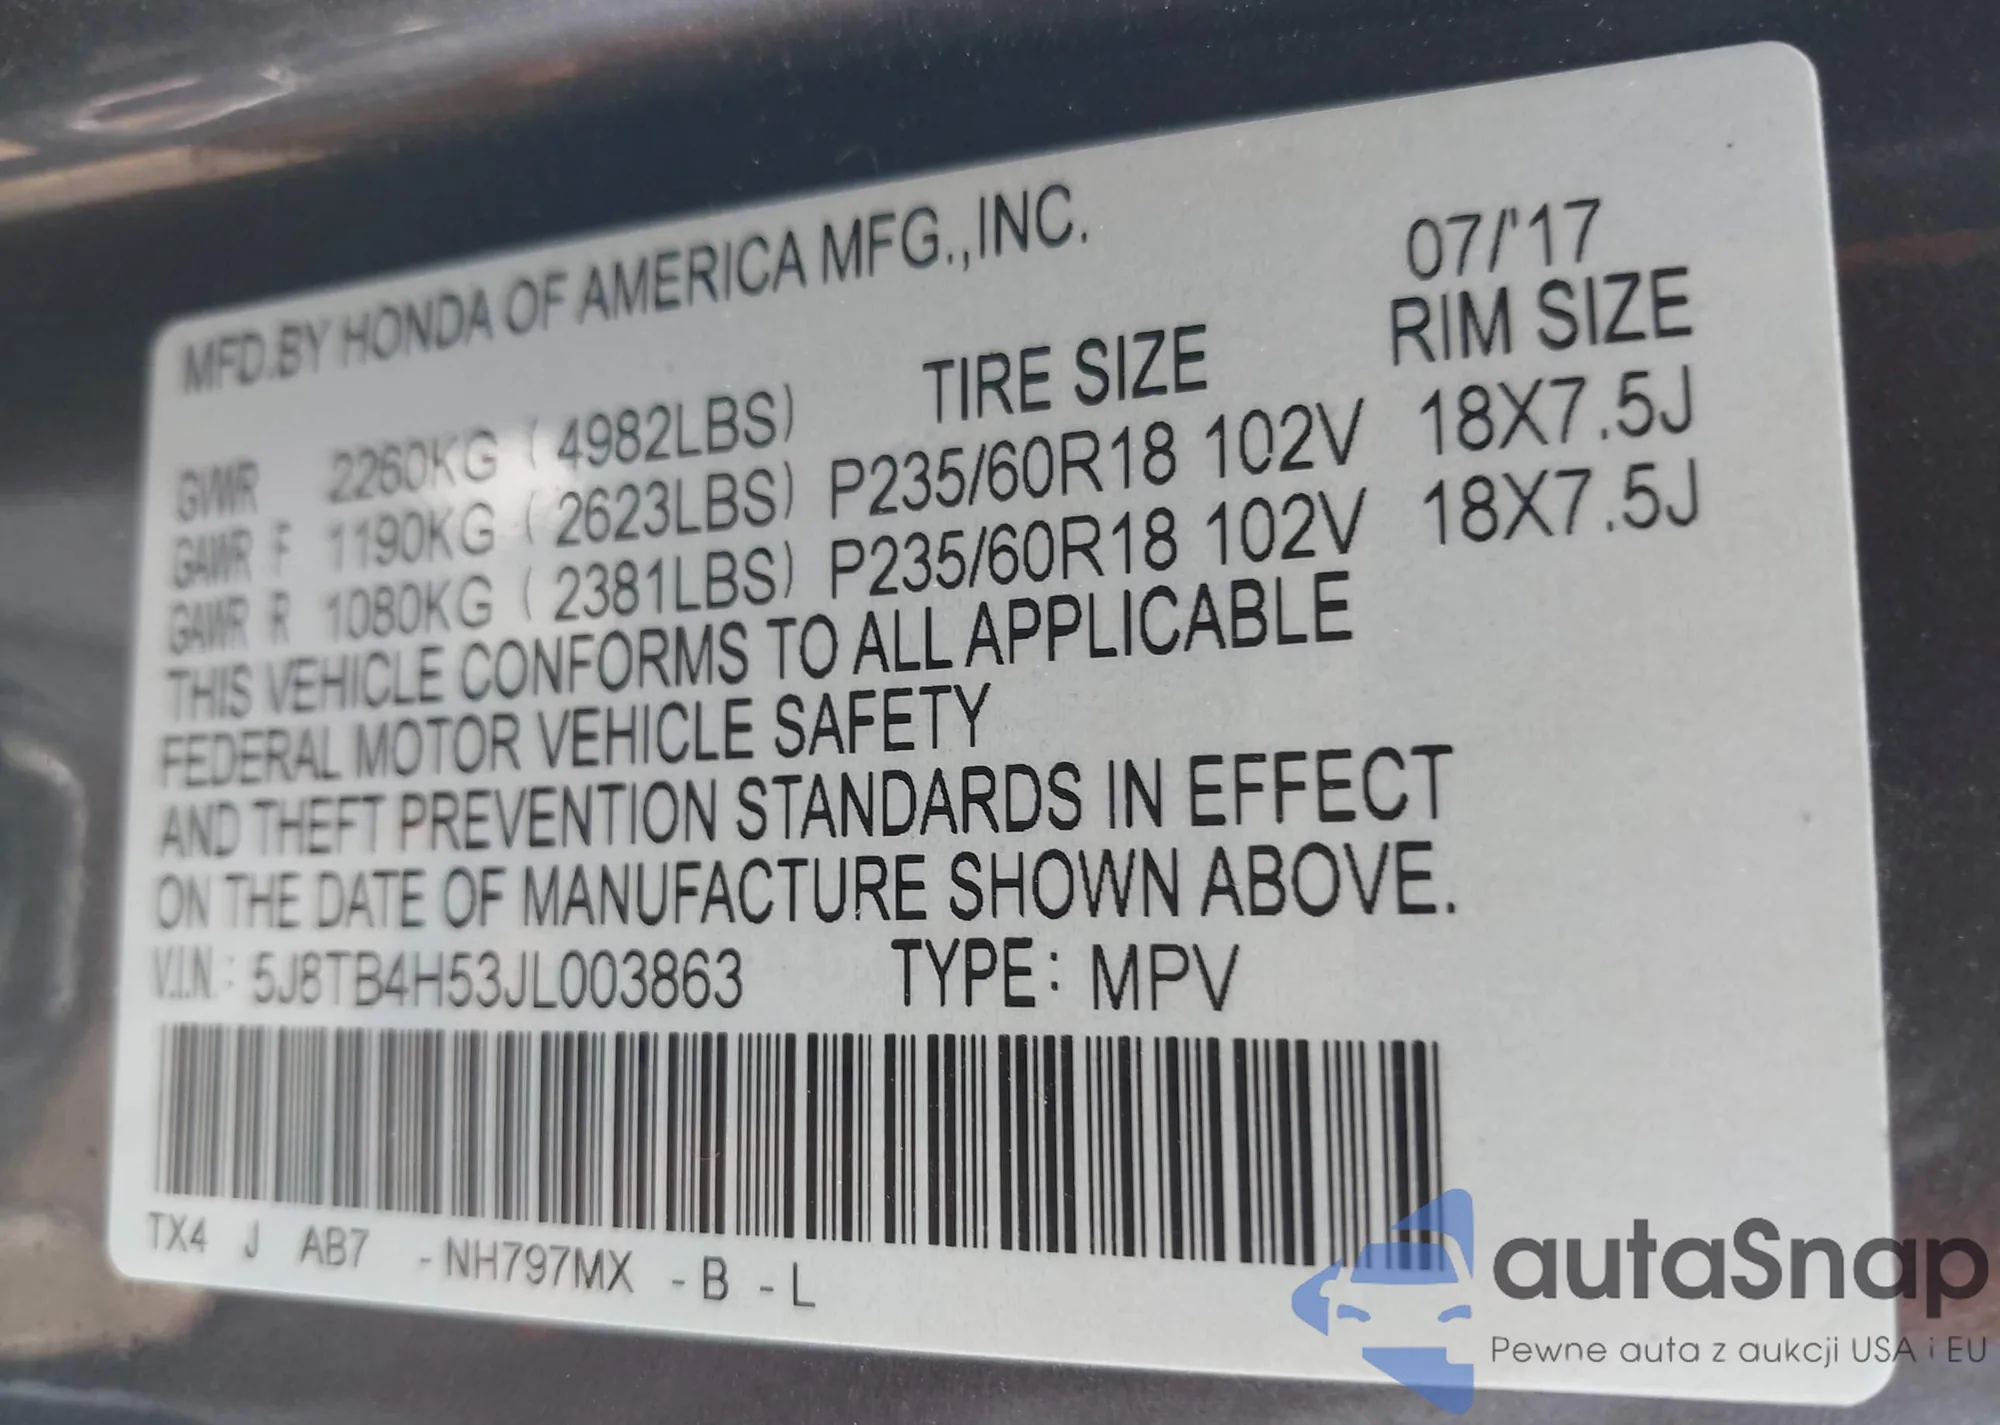 MFD.BY HONDA OF AMERICA MFG.,INC. 07/'17
TIRE SIZE RIM SIZE
GVWR 2260KG ( 4982LBS)
GAWR F 1190KG ( 2623LBS) P235/60R18 102V 18X7.5J
GAWR R 1080KG ( 2381LBS) P235/60R18 102V 18X7.5J
THIS VEHICLE CONFORMS TO ALL APPLICABLE
FEDERAL MOTOR VEHICLE SAFETY
AND THEFT PREVENTION STANDARDS IN EFFECT
ON THE DATE OF MANUFACTURE SHOWN ABOVE.
V.I.N.: 5J8TB4H53JL003863 TYPE: MPV
TX4 J AB7 -NH797MX -B -L
autaSnap
Pewne auta z aukcji USA i EU